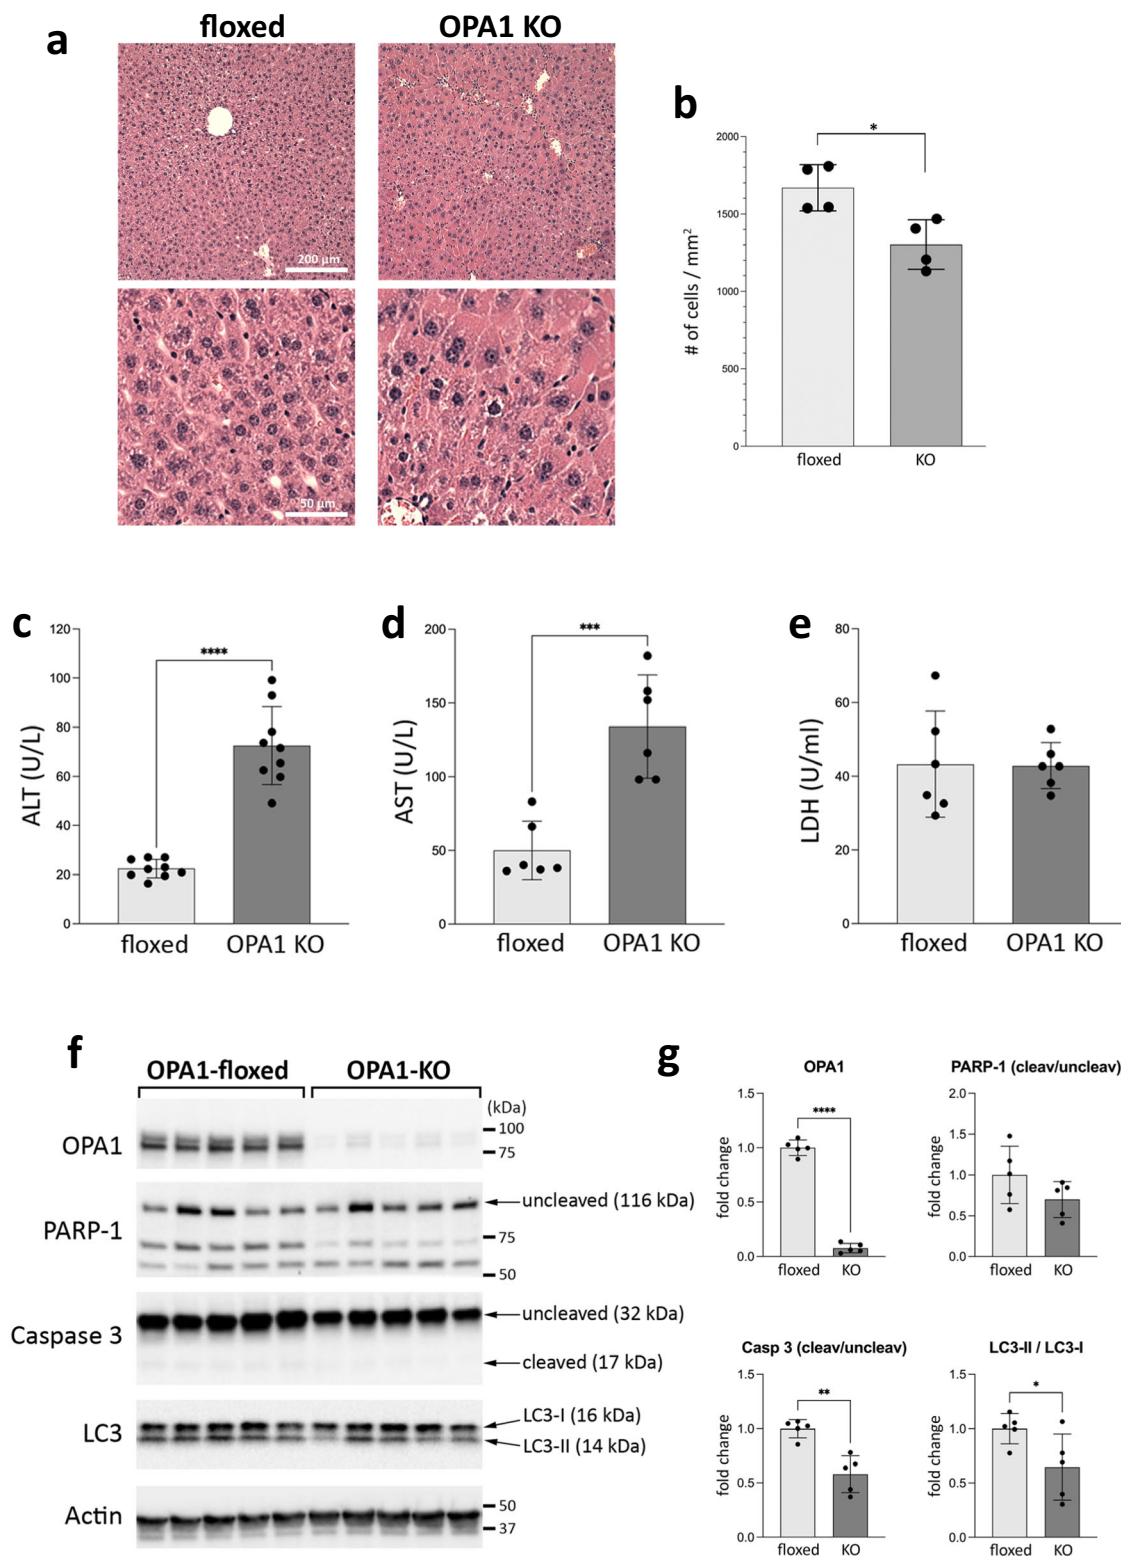 a
floxed
OPA1 KO
200 µm
50 µm
b
# of cells / mm²
2000
1500
1000
500
0
*
floxed
KO
c
ALT (U/L)
120
100
80
60
40
20
0
****
floxed
OPA1 KO
d
AST (U/L)
200
150
100
50
0
***
floxed
OPA1 KO
e
LDH (U/ml)
80
60
40
20
0
floxed
OPA1 KO
f
OPA1-floxed
OPA1-KO
(kDa)
OPA1
100
75
PARP-1
uncleaved (116 kDa)
75
50
Caspase 3
uncleaved (32 kDa)
cleaved (17 kDa)
LC3
LC3-I (16 kDa)
LC3-II (14 kDa)
Actin
50
37
g
OPA1
fold change
1.5
1.0
0.5
0.0
****
floxed
KO
PARP-1 (cleav/uncleav)
fold change
2.0
1.5
1.0
0.5
0.0
floxed
KO
Casp 3 (cleav/uncleav)
fold change
1.5
1.0
0.5
0.0
**
floxed
KO
LC3-II / LC3-I
fold change
1.5
1.0
0.5
0.0
*
floxed
KO